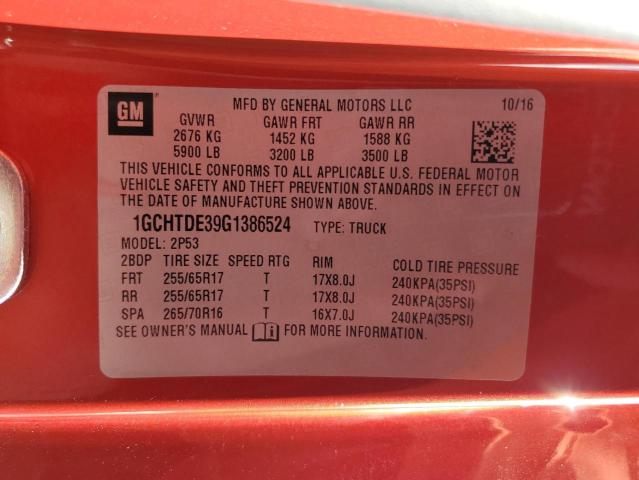 GM
MFD BY GENERAL MOTORS LLC 10/16
GVWR GAWR FRT GAWR RR
2676 KG 1452 KG 1588 KG
5900 LB 3200 LB 3500 LB
THIS VEHICLE CONFORMS TO ALL APPLICABLE U.S. FEDERAL MOTOR
VEHICLE SAFETY AND THEFT PREVENTION STANDARDS IN EFFECT ON
THE DATE OF MANUFACTURE SHOWN ABOVE.
1GCHTDE39G1386524 TYPE: TRUCK
MODEL: 2P53
2BDP TIRE SIZE SPEED RTG RIM COLD TIRE PRESSURE
FRT 255/65R17 T 17X8.0J 240KPA(35PSI)
RR 255/65R17 T 17X8.0J 240KPA(35PSI)
SPA 265/70R16 T 16X7.0J 240KPA(35PSI)
SEE OWNER'S MANUAL FOR MORE INFORMATION.